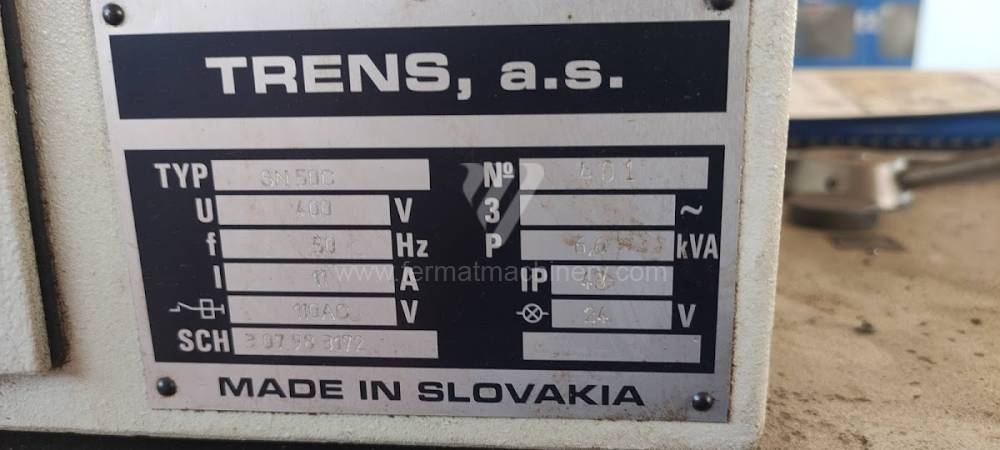 TRENS, a.s.
TYP SN 50C Nº 401
U 400 V 3 ~
f 50 Hz P kVA
I 11 A IP
110AC V 24 V
SCH
www.fermatmachinery.com
MADE IN SLOVAKIA